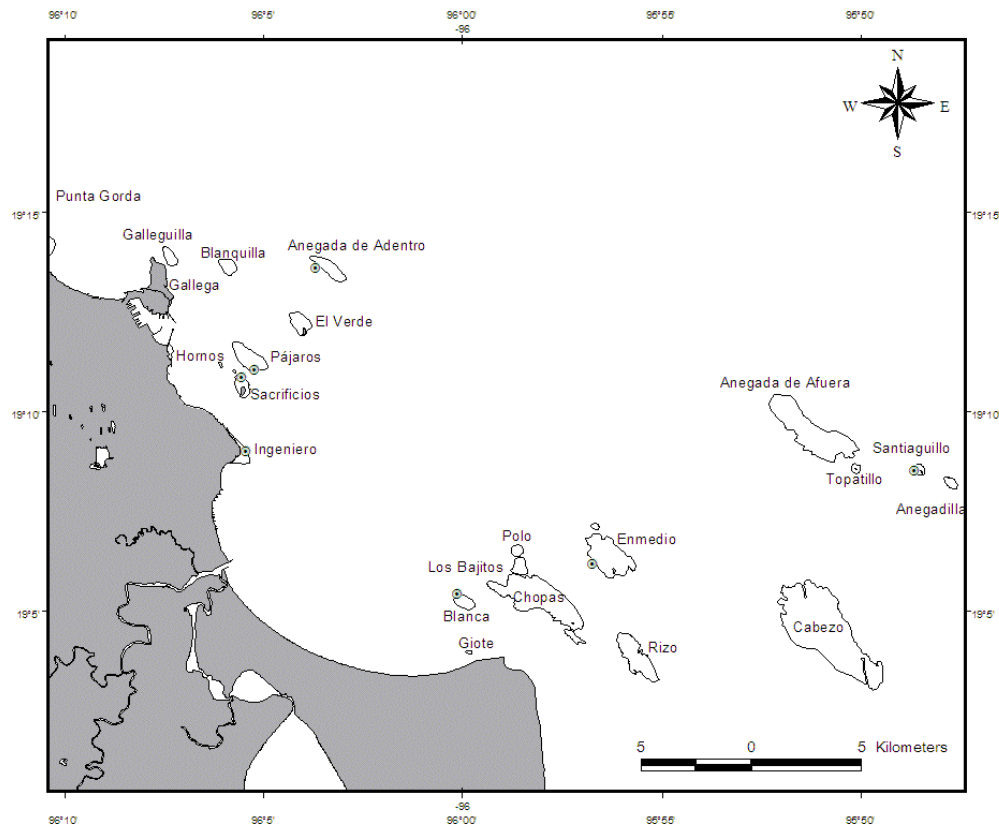 96°10' 96°5' 96°00' 95°55' 95°50'
-96
N
W E
S
Punta Gorda
19°15' 19°15'
Galleguilla
Anegada de Adentro
Blanquilla
Gallega
El Verde
Hornos Pájaros
Anegada de Afuera
Sacrificios
19°10' 19°10'
Ingeniero
Santiaguillo
Topatillo
Anegadilla
Polo Enmedio
Los Bajitos
Chopas
19°5' 19°5'
Blanca
Cabezo
Giote Rizo
5 0 5 Kilometers
96°10' 96°5' 96°00' 95°55' 95°50'
-96